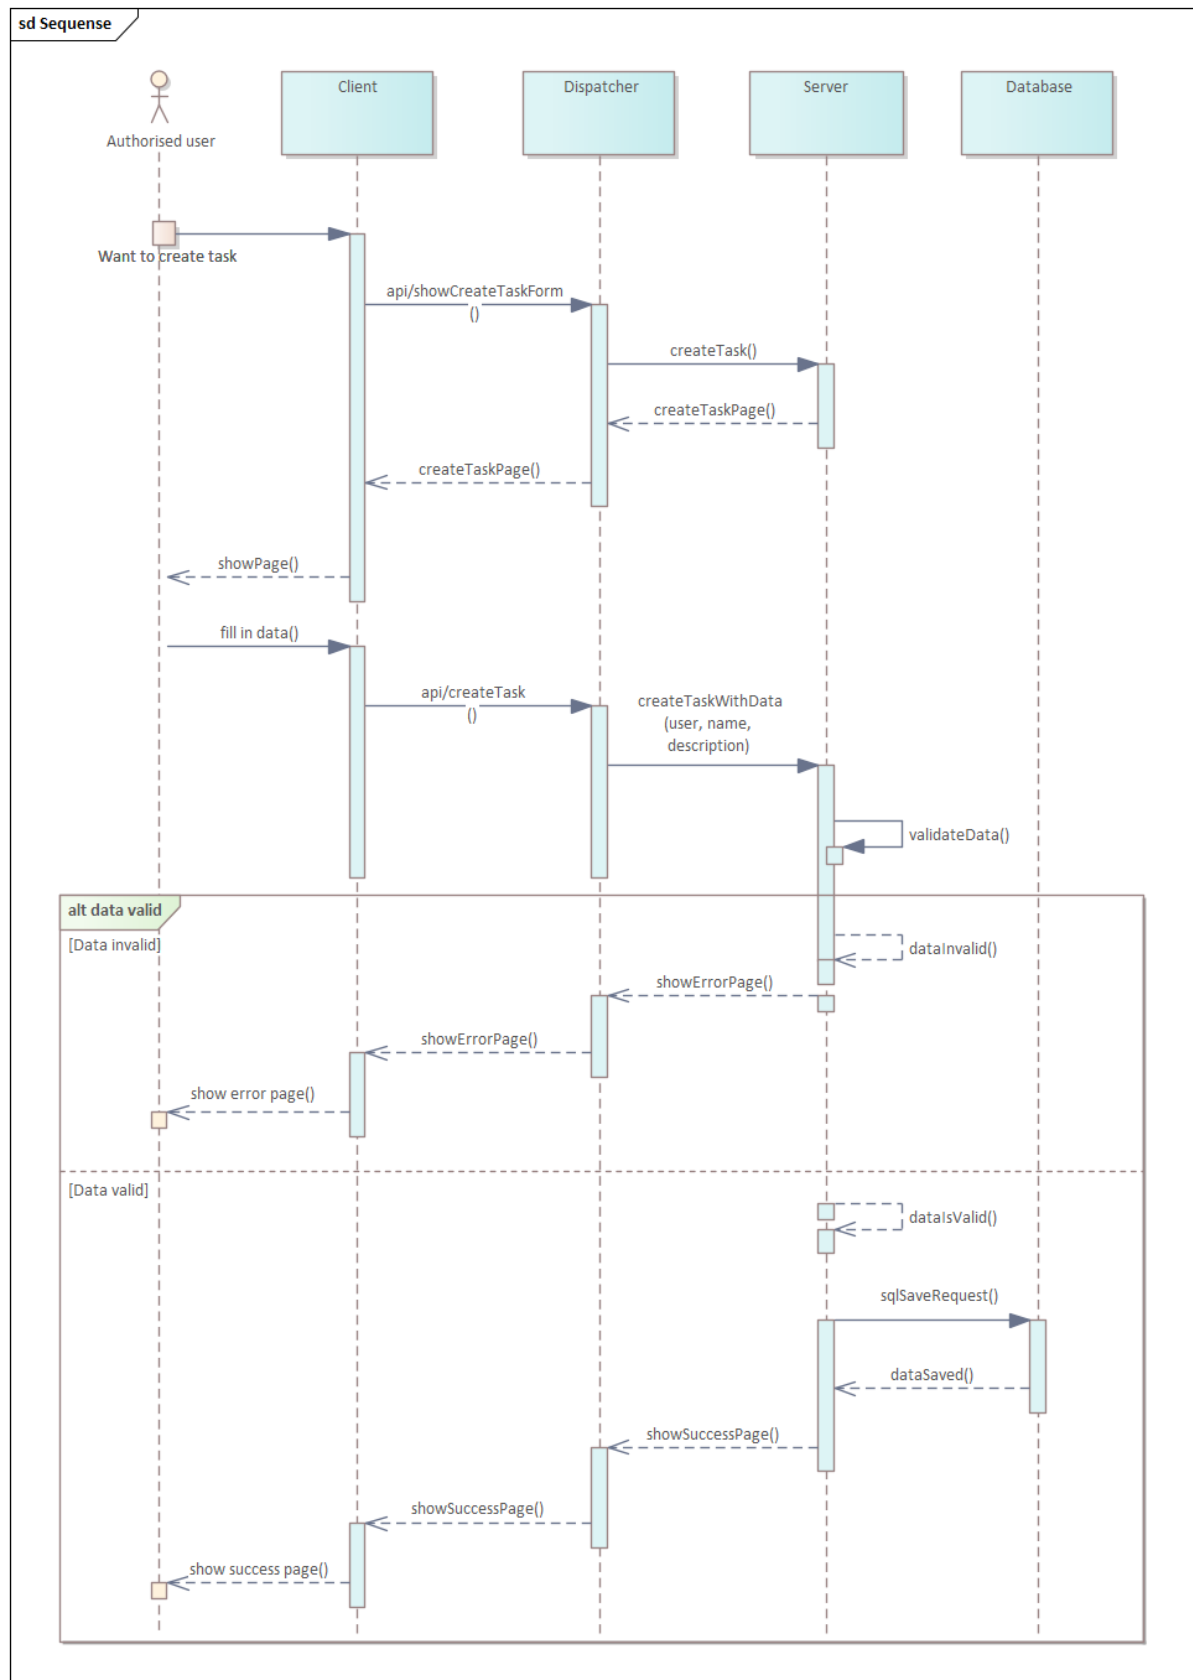 sd Sequense
Authorised user
Client
Dispatcher
Server
Database
Want to create task
api/showCreateTaskForm
()
createTask()
createTaskPage()
createTaskPage()
showPage()
fill in data()
api/createTask
()
createTaskWithData
(user, name,
description)
validateData()
alt data valid
[Data invalid]
dataInvalid()
showErrorPage()
showErrorPage()
show error page()
[Data valid]
dataIsValid()
sqlSaveRequest()
dataSaved()
showSuccessPage()
showSuccessPage()
show success page()